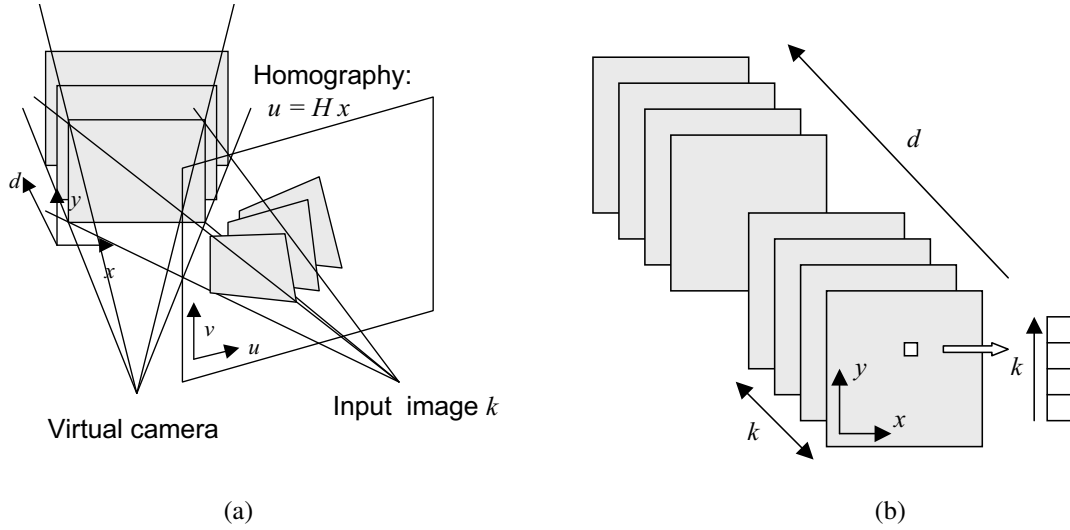 Homography:
u = H x
d
y
x
v
u
Virtual camera
Input image k
(a)
d
k
y
x
k
(b)